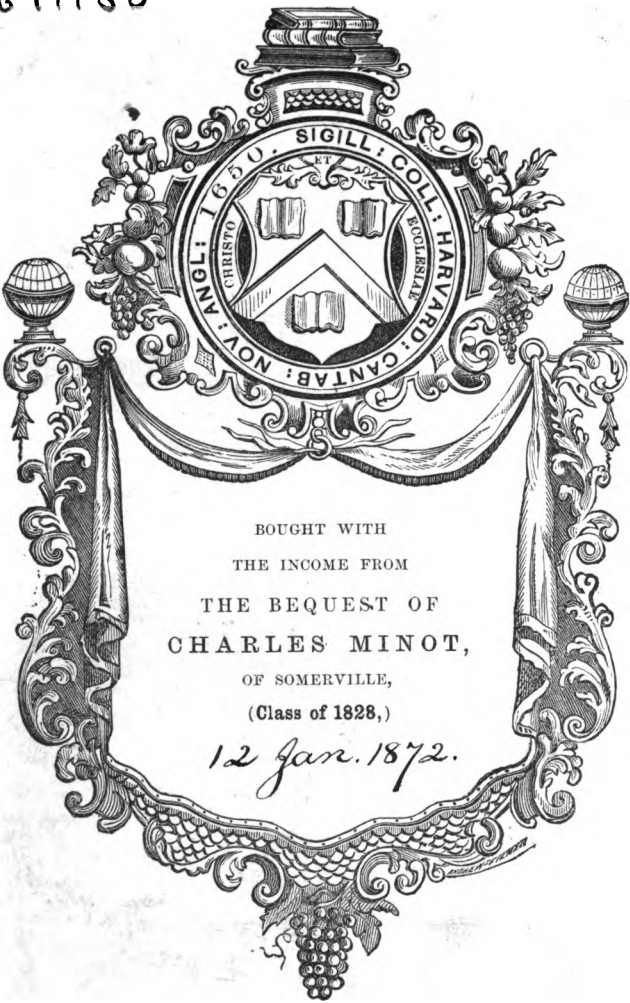 SIGILL: COLL: HARVARD: CANTAB: NOV: ANGL: 1650.
ET
CHRISTO
ECCLESIAE
BOUGHT WITH
THE INCOME FROM
THE BEQUEST OF
CHARLES MINOT,
OF SOMERVILLE,
(Class of 1828,)
12 Jan. 1872.